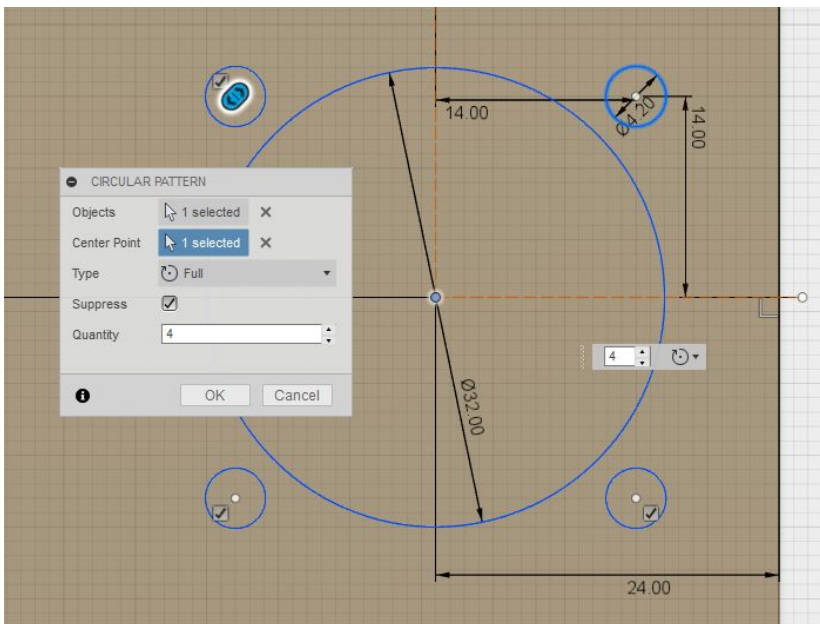 14.00
Ø4.20
14.00
CIRCULAR PATTERN
Objects 1 selected
Center Point 1 selected
Type Full
Suppress
Quantity 4
4
OK Cancel
Ø32.00
24.00